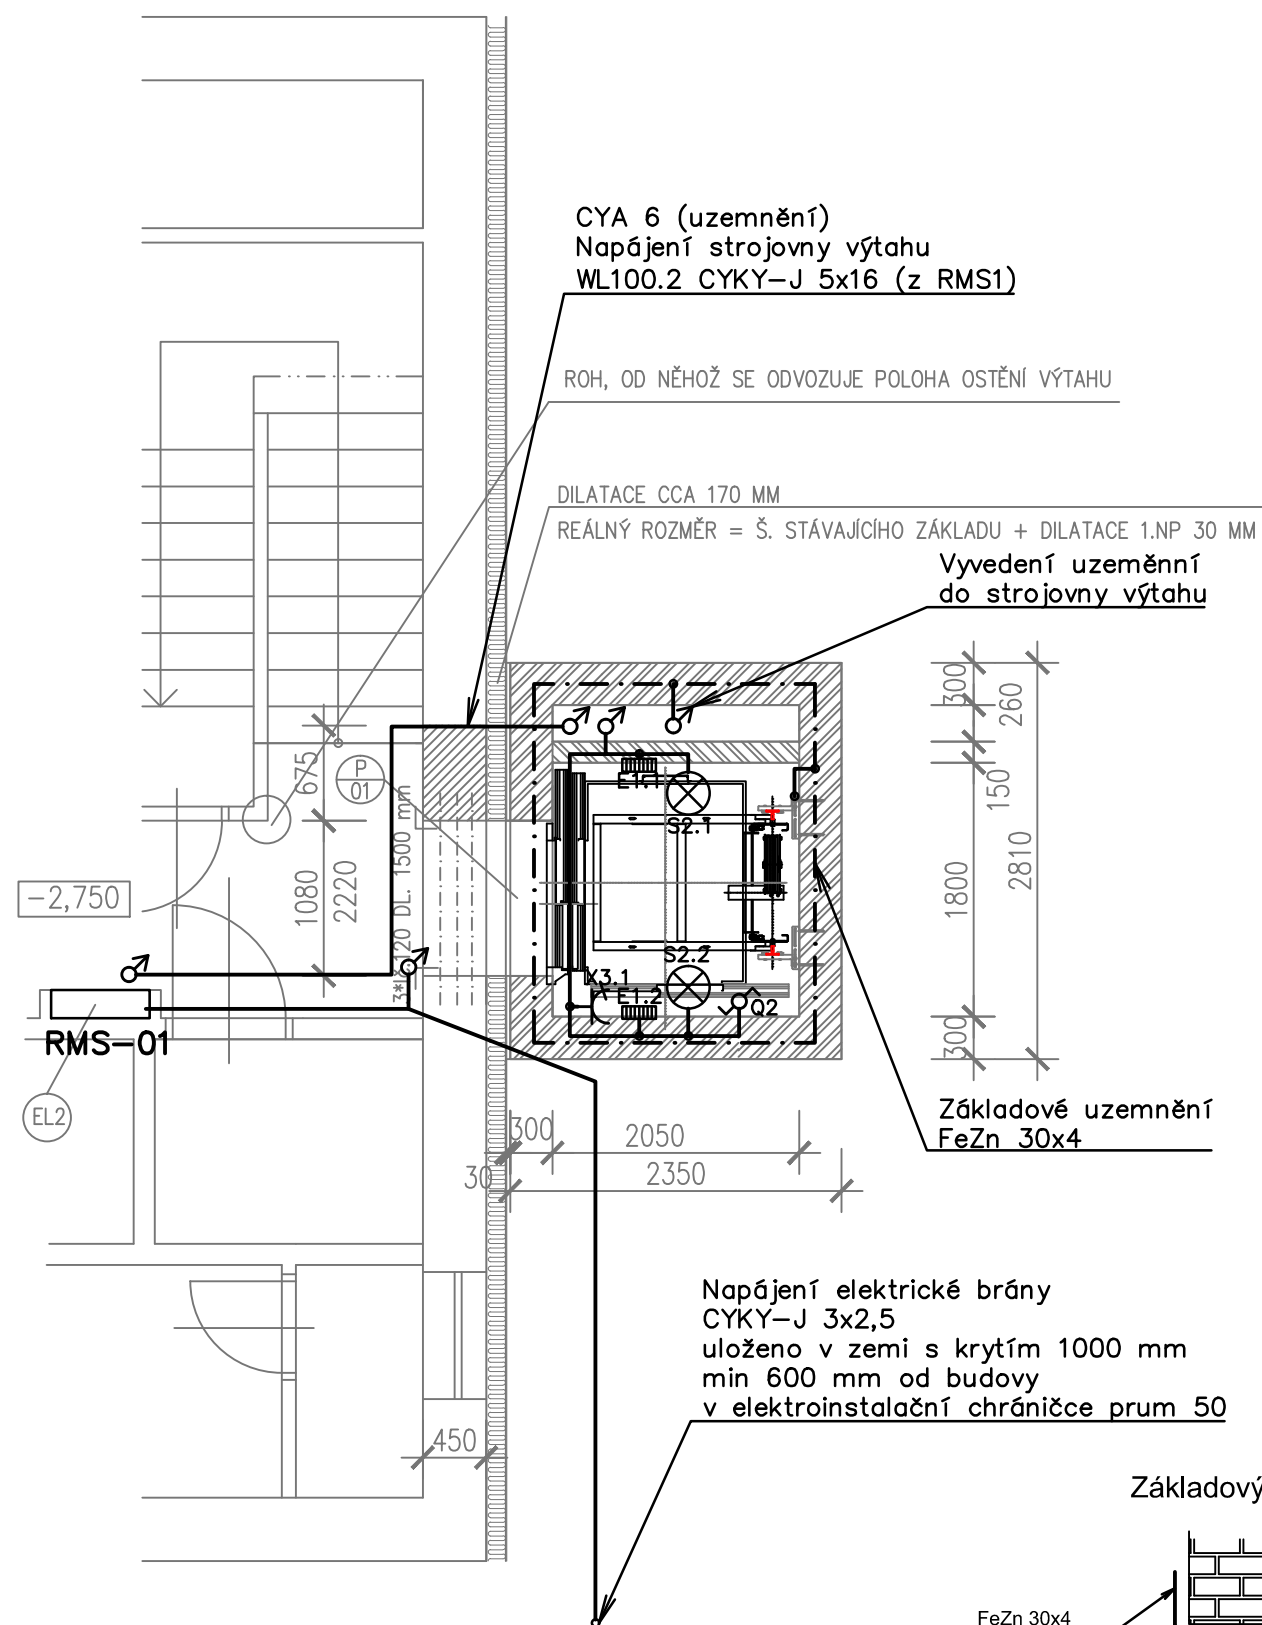 CYA 6 (uzemnění)
Napájení strojovny výtahu
WL100.2 CYKY-J 5x16 (z RMS1)
ROH, OD NĚHOŽ SE ODVOZUJE POLOHA OSTĚNÍ VÝTAHU
DILATACE CCA 170 MM
REÁLNÝ ROZMĚR = Š. STÁVAJÍCÍHO ZÁKLADU + DILATACE 1.NP 30 MM
Vyvedení uzeměnní
do strojovny výtahu
300
260
150
1800
2810
300
675
P
01
1080
2220
-2,750
DL. 1500 mm
E1.1
S2.1
S2.2
X3.1
E1.2
Q2
RMS-01
EL2
Základové uzemnění
FeZn 30x4
300
2050
30
2350
Napájení elektrické brány
CYKY-J 3x2,5
uloženo v zemi s krytím 1000 mm
min 600 mm od budovy
v elektroinstalační chráničce prum 50
450
Základový
FeZn 30x4